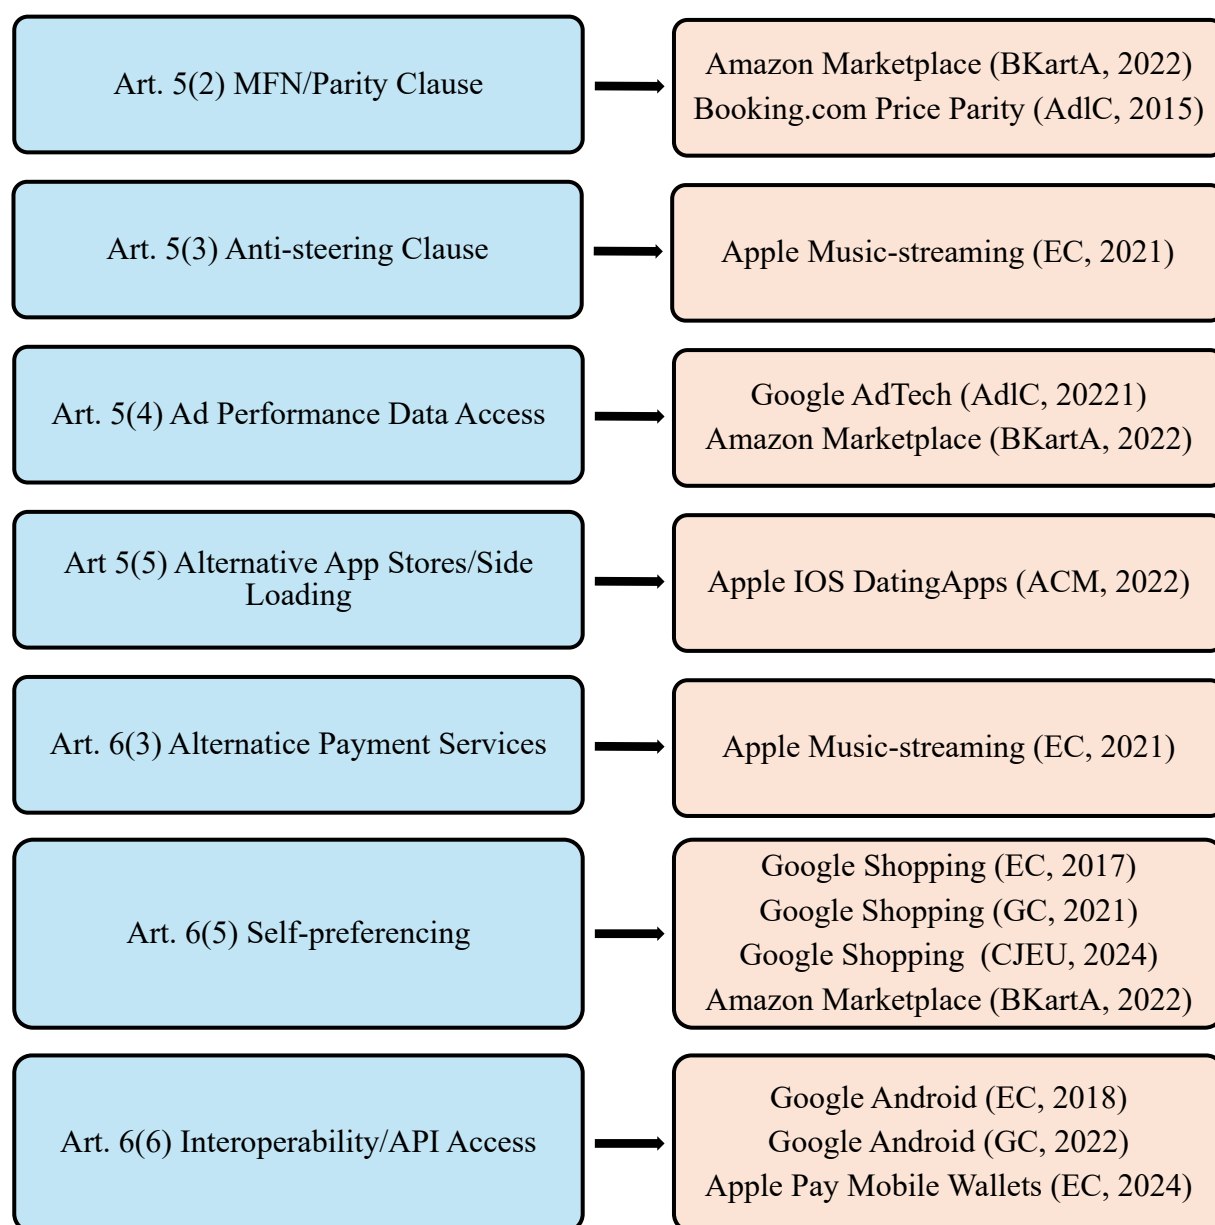 Art. 5(2) MFN/Parity Clause
Amazon Marketplace (BKartA, 2022)
Booking.com Price Parity (AdlC, 2015)
Art. 5(3) Anti-steering Clause
Apple Music-streaming (EC, 2021)
Art. 5(4) Ad Performance Data Access
Google AdTech (AdlC, 20221)
Amazon Marketplace (BKartA, 2022)
Art 5(5) Alternative App Stores/Side
Loading
Apple IOS DatingApps (ACM, 2022)
Art. 6(3) Alternatice Payment Services
Apple Music-streaming (EC, 2021)
Art. 6(5) Self-preferencing
Google Shopping (EC, 2017)
Google Shopping (GC, 2021)
Google Shopping (CJEU, 2024)
Amazon Marketplace (BKartA, 2022)
Art. 6(6) Interoperability/API Access
Google Android (EC, 2018)
Google Android (GC, 2022)
Apple Pay Mobile Wallets (EC, 2024)